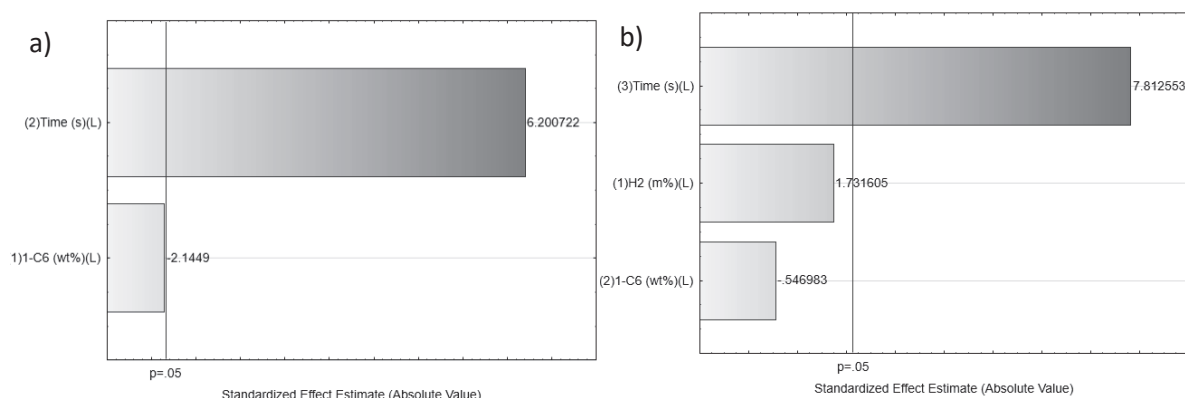 a)
(2)Time (s)(L)
6.200722
1)1-C6 (wt%)(L)
-2.1449
p=.05
Standardized Effect Estimate (Absolute Value)
b)
(3)Time (s)(L)
7.812553
(1)H2 (m%)(L)
1.731605
(2)1-C6 (wt%)(L)
-.546983
p=.05
Standardized Effect Estimate (Absolute Value)